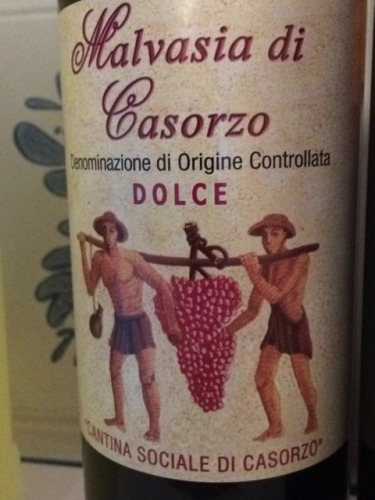 Malvasia di
Casorzo
Denominazione di Origine Controllata
DOLCE
"CANTINA SOCIALE DI CASORZO"